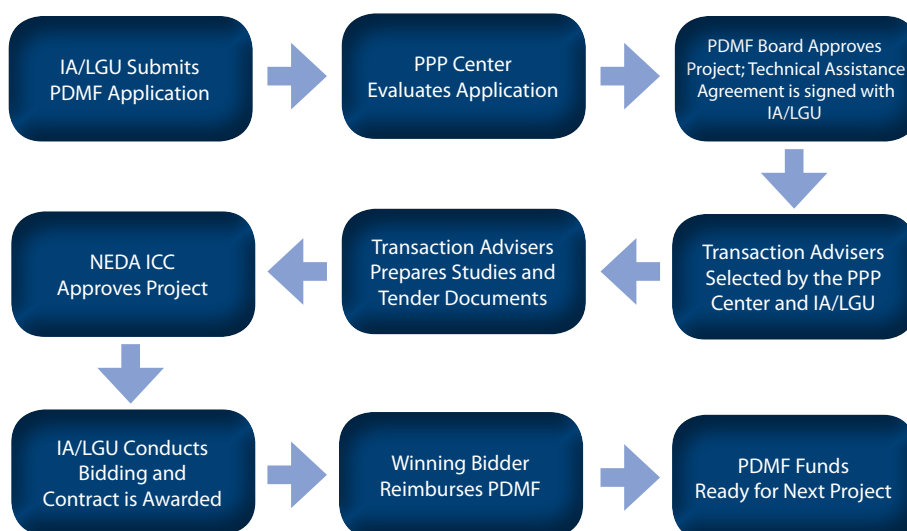 IA/LGU Submits
PDMF Application
PPP Center
Evaluates Application
PDMF Board Approves
Project; Technical Assistance
Agreement is signed with
IA/LGU
Transaction Advisers
Selected by the PPP
Center and IA/LGU
Transaction Advisers
Prepares Studies and
Tender Documents
NEDA ICC
Approves Project
IA/LGU Conducts
Bidding and
Contract is Awarded
Winning Bidder
Reimburses PDMF
PDMF Funds
Ready for Next Project